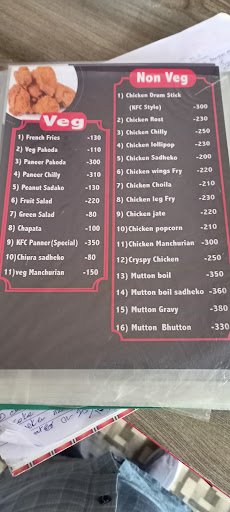 Veg
1) French Fries -130
2) Veg Pakoda -110
3) Paneer Pakoda -300
4) Paneer Chilly -310
5) Peanut Sadako -130
6) Fruit Salad -220
7) Green Salad -80
8) Chapata -100
9) KFC Panner(Special) -350
10)Chiura sadheko -80
11)veg Manchurian -150
Non Veg
1) Chicken Drum Stick
(KFC Style) -300
2) Chicken Rost -230
3) Chicken Chilly -250
4) Chicken lollipop -230
5) Chicken Sadheko -200
6) Chicken wings Fry -220
7) Chicken Choila -210
8) Chicken leg Fry -230
9) Chicken jate -220
10)Chicken popcorn -210
11)Chicken Manchurian -300
12)Cryspy Chicken -250
13) Mutton boil -350
14) Mutton boil sadheko -360
15) Mutton Gravy -380
16) Mutton Bhutton -330